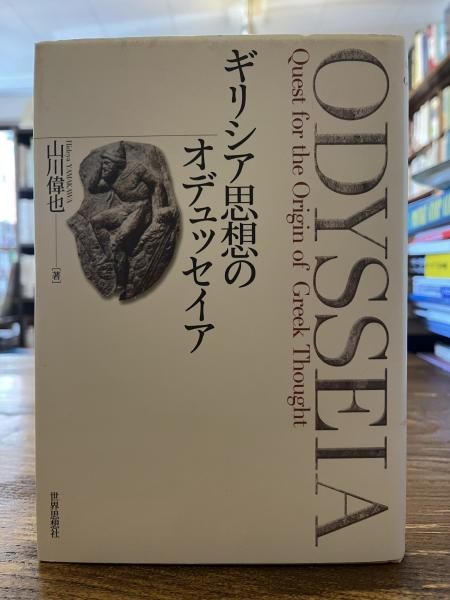 ODYSSEIA
Quest for the Origin of Greek Thought
ギリシア思想の
オデュッセイア
Hideya YAMAKAWA
山川偉也
[著]
世界思想社